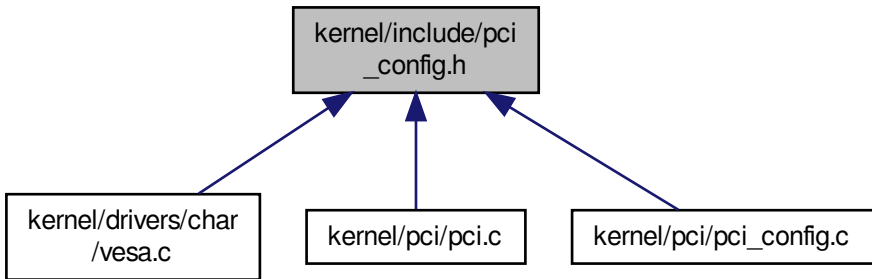 kernel/include/pci
_config.h
kernel/drivers/char
/vesa.c
kernel/pci/pci.c
kernel/pci/pci_config.c